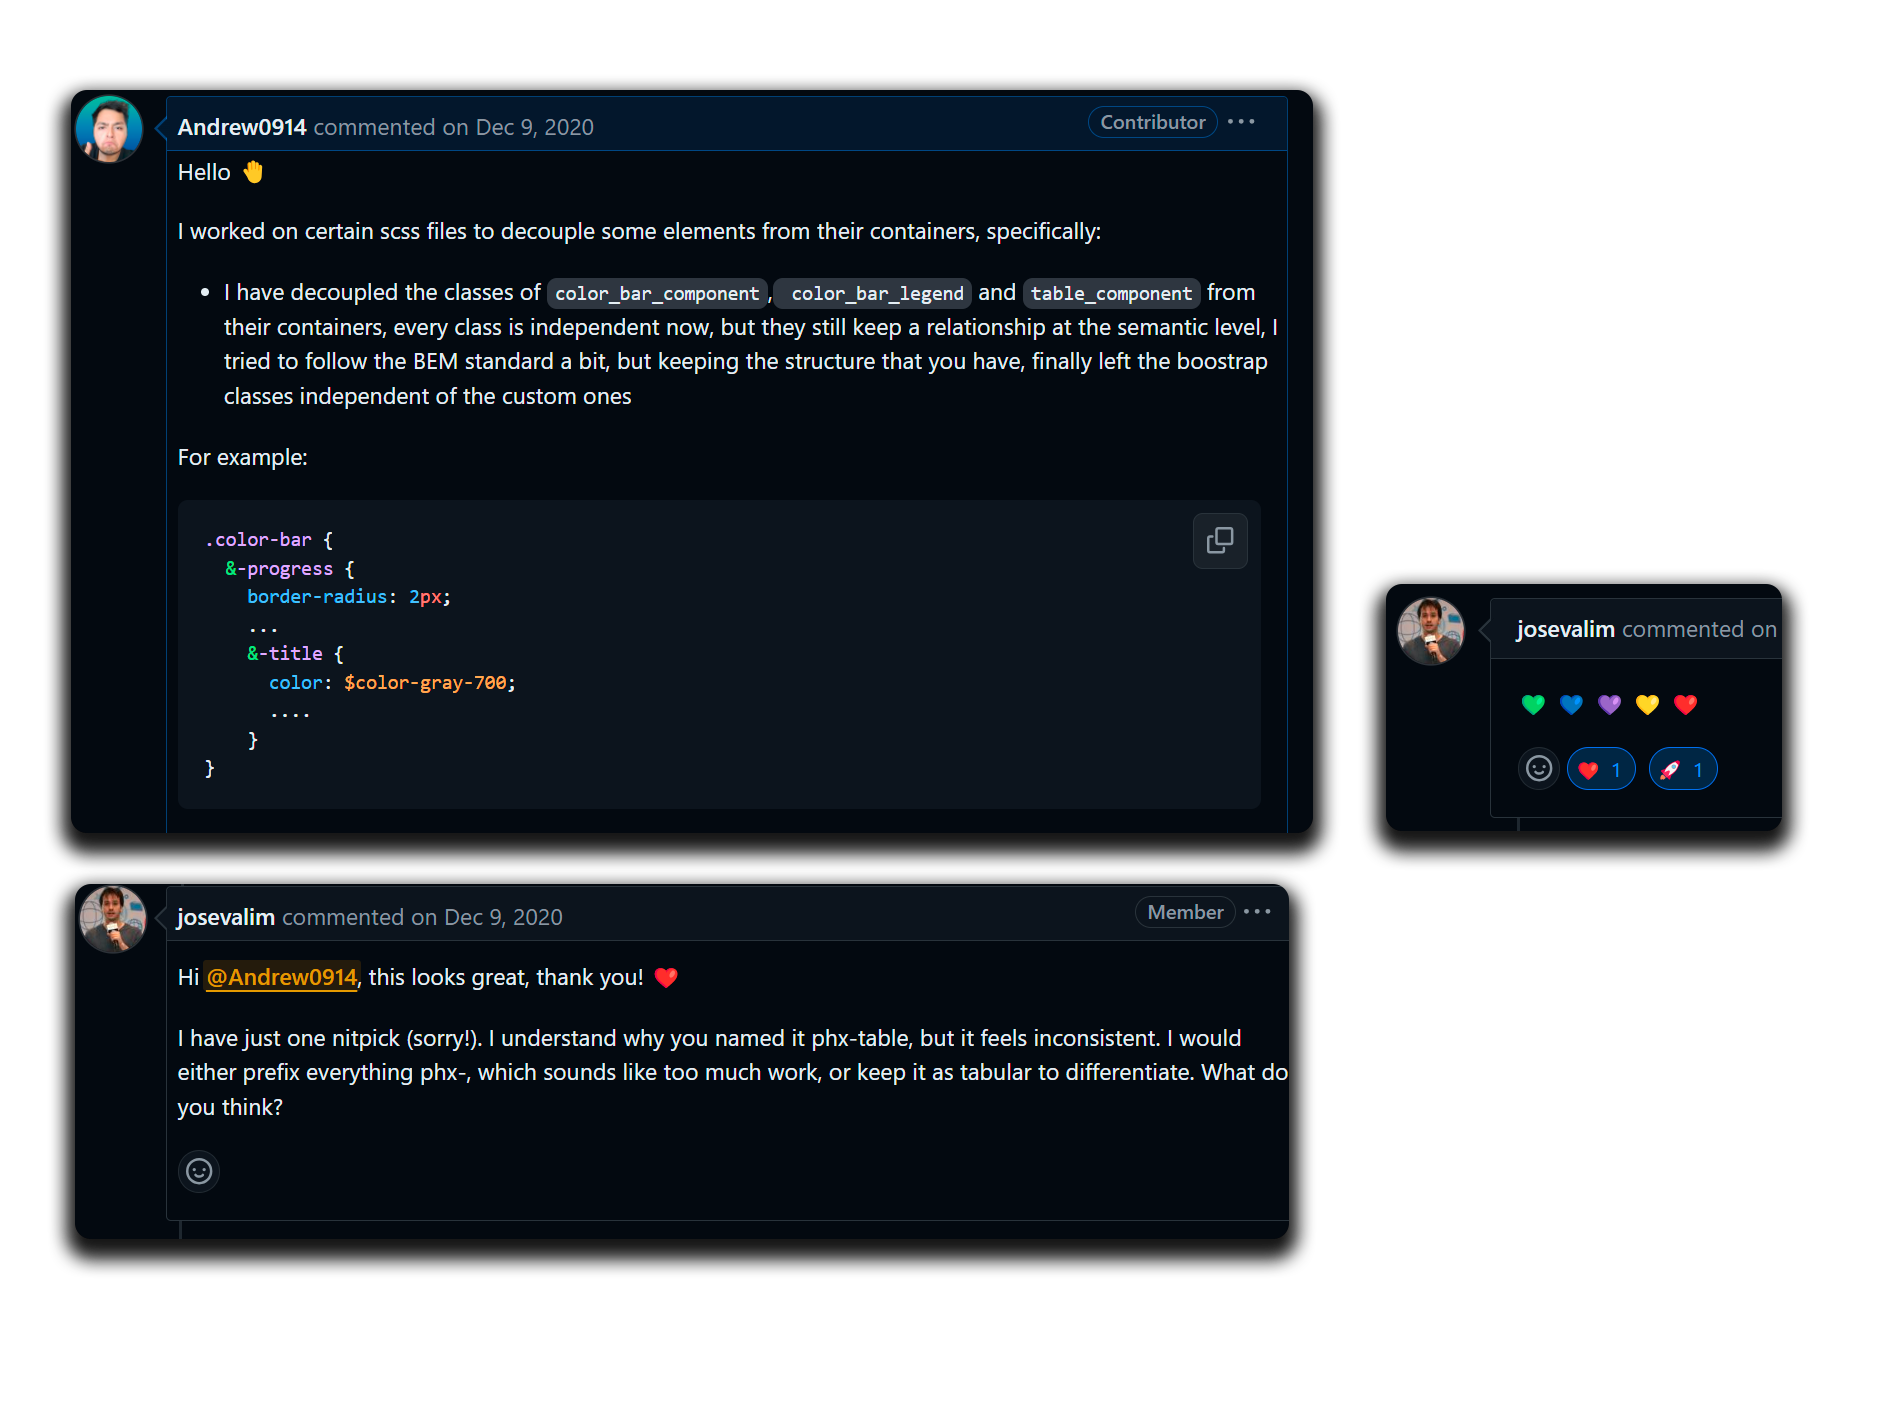 Andrew0914 commented on Dec 9, 2020
Contributor
Hello 🤚
I worked on certain scss files to decouple some elements from their containers, specifically:
• I have decoupled the classes of color_bar_component, color_bar_legend and table_component from
their containers, every class is independent now, but they still keep a relationship at the semantic level, I
tried to follow the BEM standard a bit, but keeping the structure that you have, finally left the boostrap
classes independent of the custom ones
For example:
.color-bar {
  &-progress {
    border-radius: 2px;
    ...
    &-title {
      color: $color-gray-700;
      ....
    }
}
josevalim commented on
💚 💙 💜 💛 ❤️
❤️ 1 🚀 1
josevalim commented on Dec 9, 2020
Member
Hi @Andrew0914, this looks great, thank you! ❤️
I have just one nitpick (sorry!). I understand why you named it phx-table, but it feels inconsistent. I would
either prefix everything phx-, which sounds like too much work, or keep it as tabular to differentiate. What do
you think?